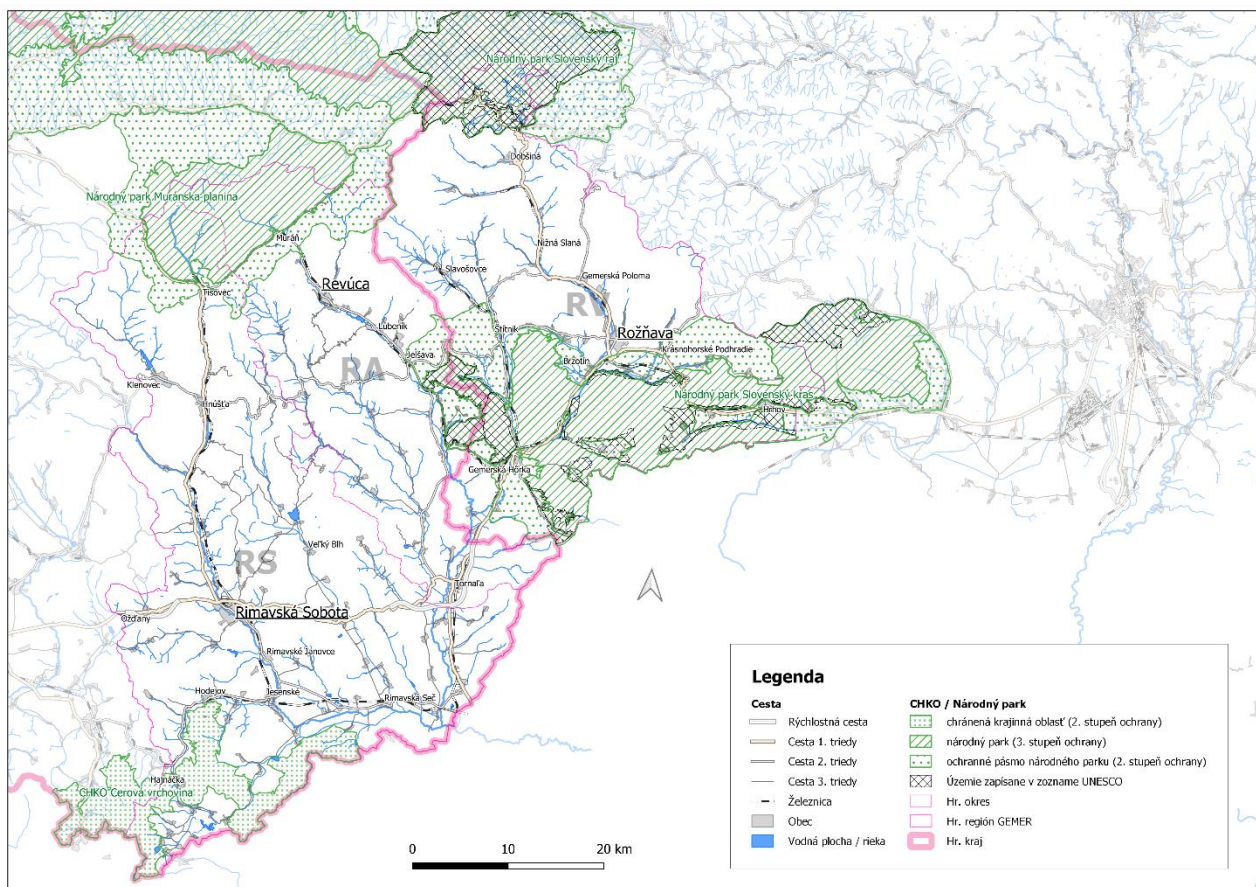 Národný park Slovenský raj
Dobšiná
Národný park Muránska planina
Muráň
Nižná Slaná
Slavošovce
Gemerská Poloma
Tisovec
Revúca
RV
Lubeník
Štítnik
Rožňava
Krásnohorské Podhradie
Jelšava
Brzotín
RA
Klenovec
Národný park Slovenský kras
Hnúšťa
Hrhov
Gemerská Hôrka
Veľký Blh
RS
Tornaľa
Ožďany
Rimavská Sobota
Rimavské Janovce
Hodejov
Jesenské
Rimavská Seč
Hajnáčka
CHKO Cerová vrchovina
0 10 20 km
Legenda
Cesta
Rýchlostná cesta
Cesta 1. triedy
Cesta 2. triedy
Cesta 3. triedy
Železnica
Obec
Vodná plocha / rieka
CHKO / Národný park
chránená krajinná oblasť (2. stupeň ochrany)
národný park (3. stupeň ochrany)
ochranné pásmo národného parku (2. stupeň ochrany)
Územie zapísane v zozname UNESCO
Hr. okres
Hr. región GEMER
Hr. kraj